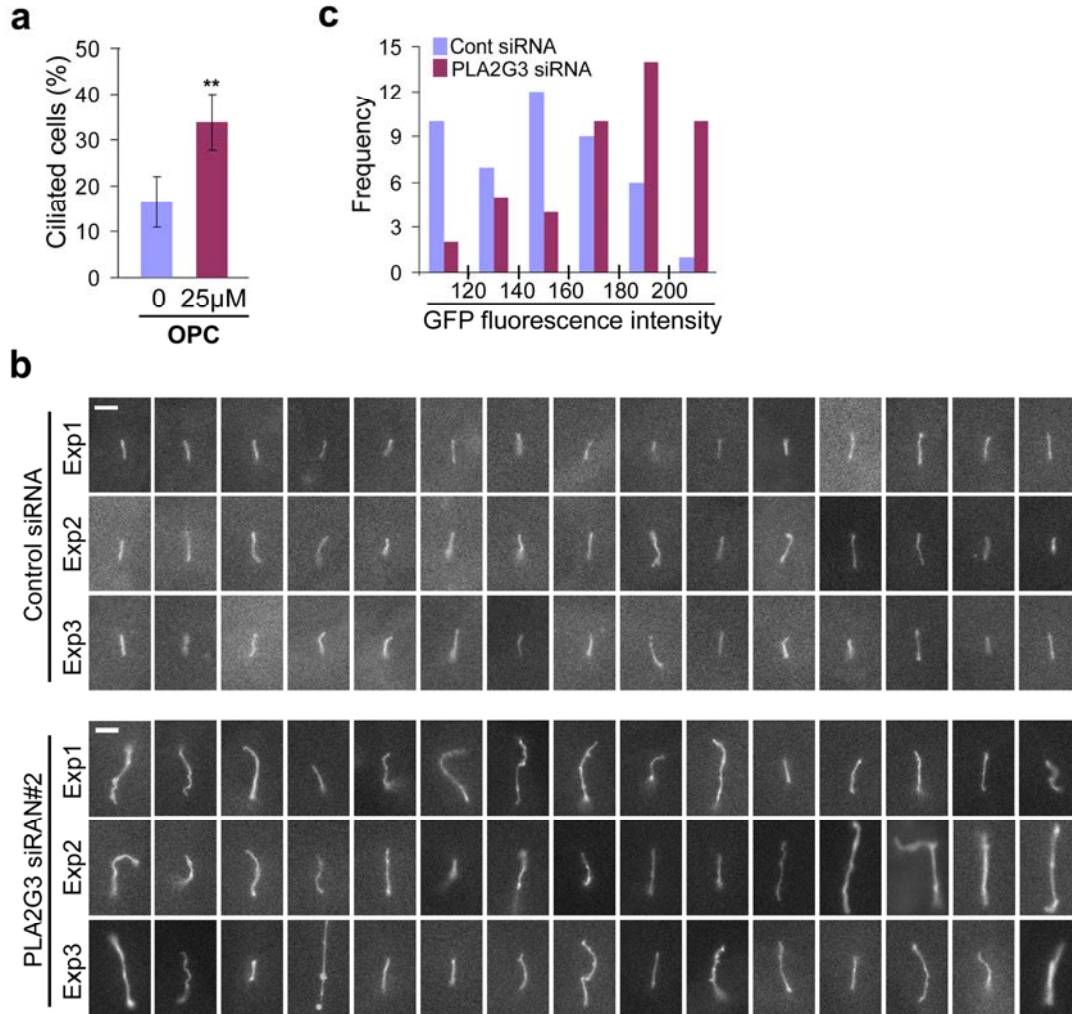 a
50
40
30
20
10
0
Ciliated cells (%)
**
0 25µM
OPC
c
15
12
9
6
3
0
Frequency
Cont siRNA
PLA2G3 siRNA
120 140 160 180 200
GFP fluorescence intensity
b
Control siRNA
Exp1
Exp2
Exp3
PLA2G3 siRAN#2
Exp1
Exp2
Exp3